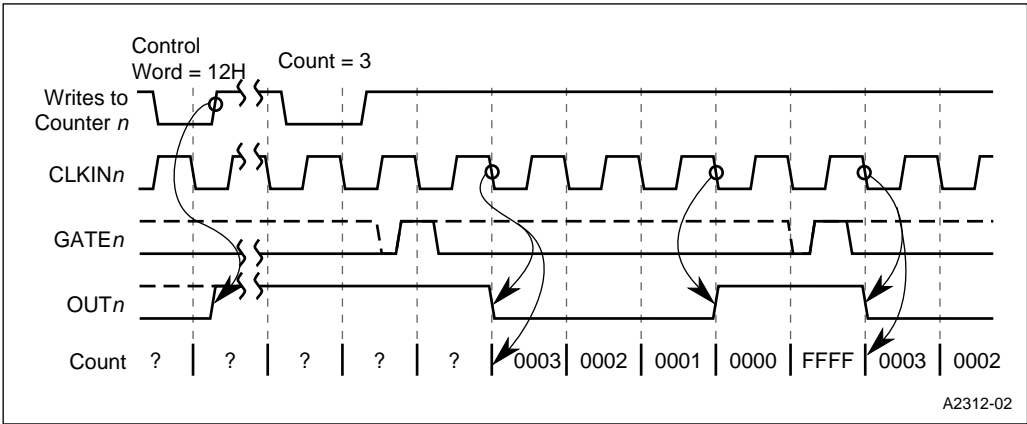 Control
Word = 12H
Count = 3
Writes to
Counter n
CLKINn
GATEn
OUTn
Count ? ? ? ? ? 0003 0002 0001 0000 FFFF 0003 0002
A2312-02